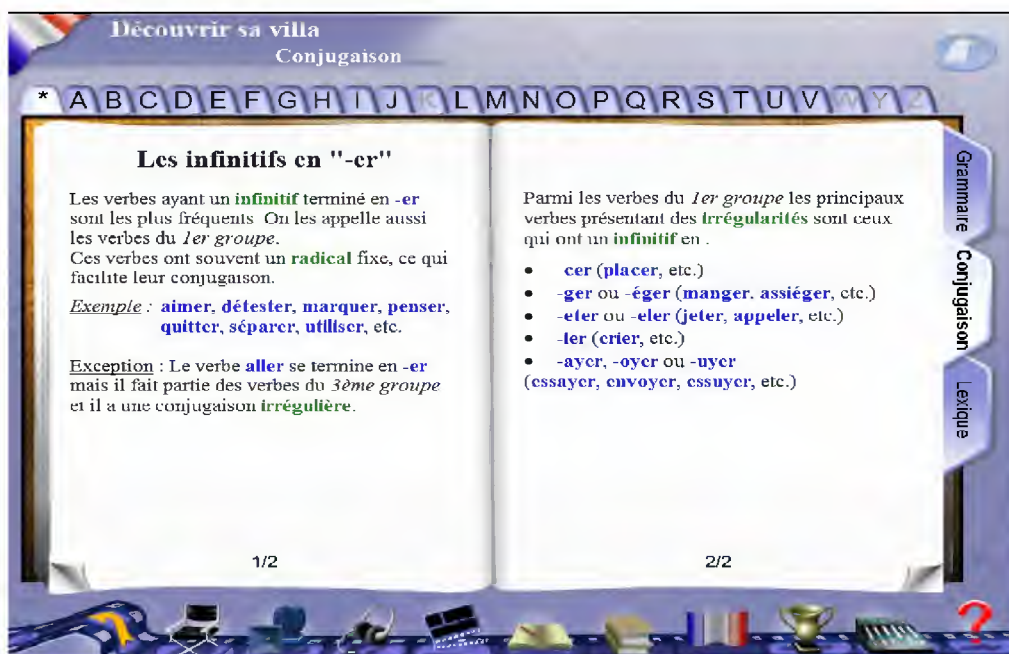 Découvrir sa villa
Conjugaison
* A B C D E F G H I J K L M N O P Q R S T U V W Y Z
Les infinitifs en "-er"
Les verbes ayant un infinitif terminé en -er
sont les plus fréquents. On les appelle aussi
les verbes du 1er groupe.
Ces verbes ont souvent un radical fixe, ce qui
facilite leur conjugaison.
Exemple : aimer, détester, marquer, penser,
quitter, séparer, utiliser, etc.
Exception : Le verbe aller se termine en -er
mais il fait partie des verbes du 3ème groupe
et il a une conjugaison irrégulière.
1/2
Parmi les verbes du 1er groupe les principaux
verbes présentant des irrégularités sont ceux
qui ont un infinitif en .
• cer (placer, etc.)
• -ger ou -éger (manger, assiéger, etc.)
• -eter ou -eler (jeter, appeler, etc.)
• -ier (crier, etc.)
• -ayer, -oyer ou -uyer
(essayer, envoyer, essuyer, etc.)
2/2
Grammaire
Conjugaison
Lexique
?